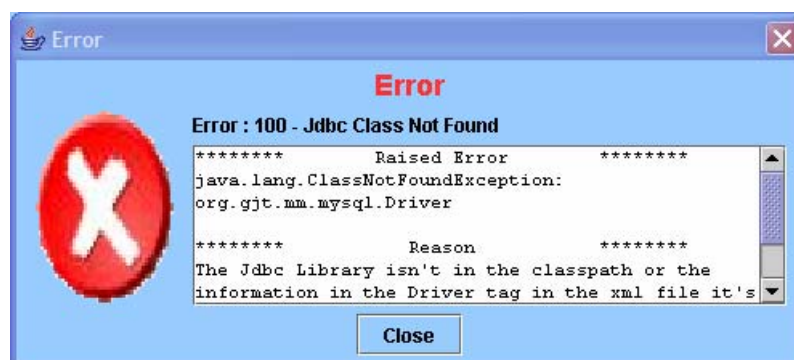 Error
Error
Error : 100 - Jdbc Class Not Found
******** Raised Error ********
java.lang.ClassNotFoundException:
org.gjt.mm.mysql.Driver
******** Reason ********
The Jdbc Library isn't in the classpath or the
information in the Driver tag in the xml file it's
Close